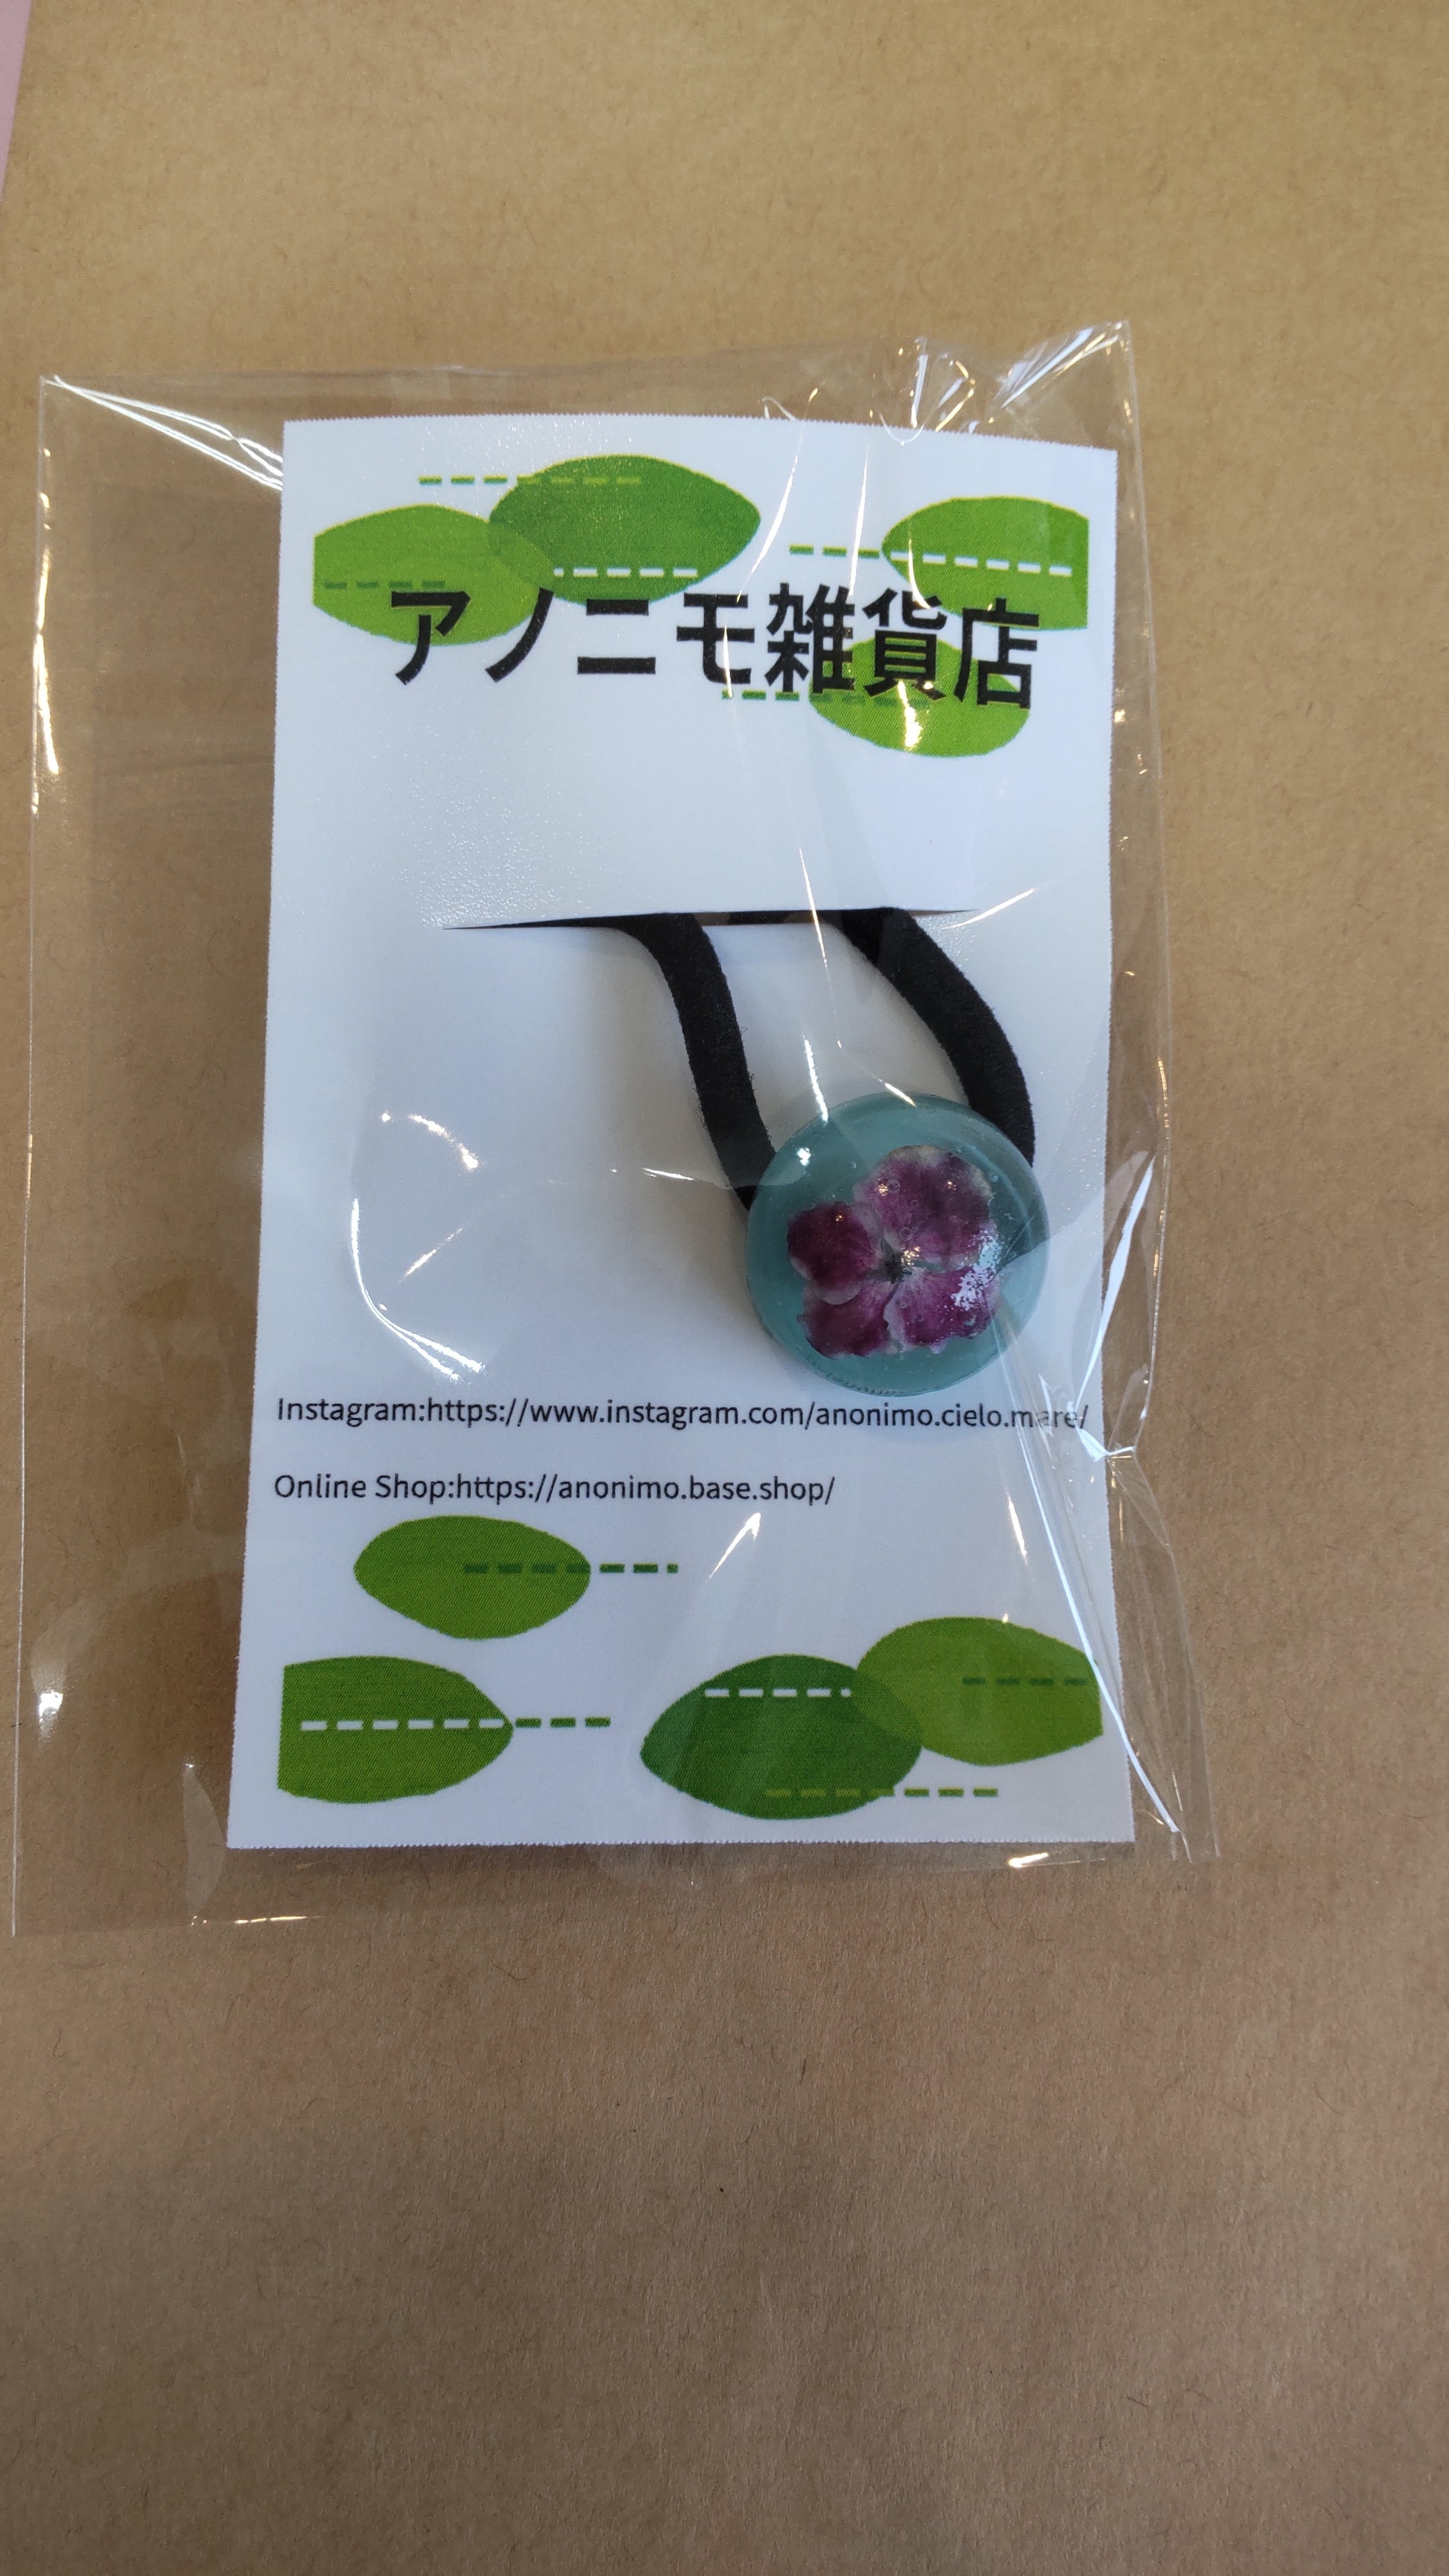 アノニモ雑貨店
Instagram:https://www.instagram.com/anonimo.cielo.mare/
Online Shop:https://anonimo.base.shop/